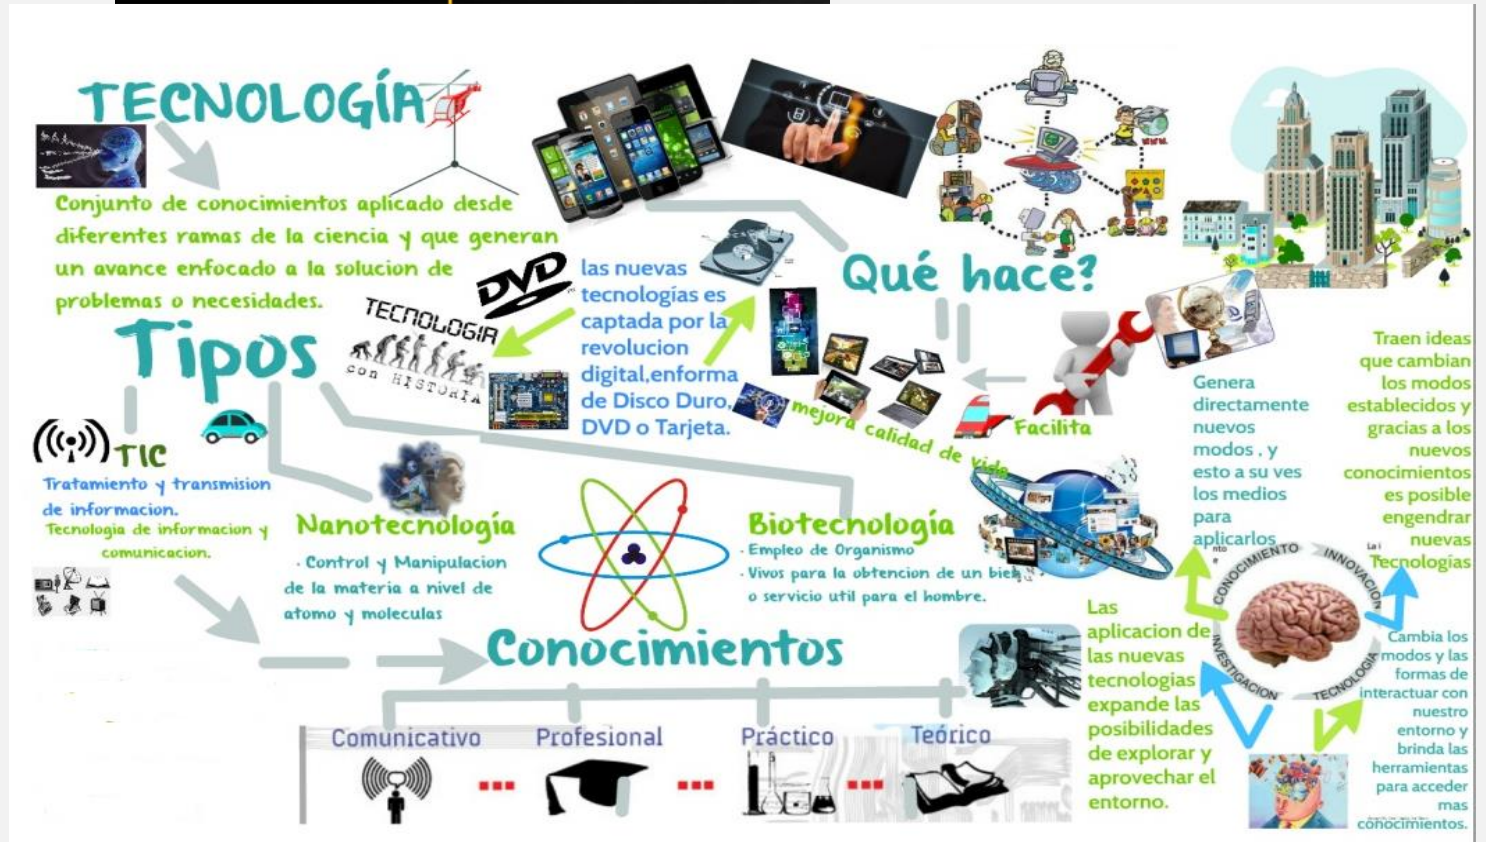 TECNOLOGÍA
Conjunto de conocimientos aplicado desde
diferentes ramas de la ciencia y que generan
un avance enfocado a la solucion de
problemas o necesidades.
Tipos
TIC
Tratamiento y transmision
de informacion.
Tecnologia de informacion y
comunicacion.
Nanotecnología
· Control y Manipulacion
de la materia a nivel de
atomo y moleculas
Biotecnología
· Empleo de Organismo
· Vivos para la obtencion de un bien
o servicio util para el hombre.
TECNOLOGIA
con HISTORIA
DVD
las nuevas
tecnologías es
captada por la
revolucion
digital,enforma
de Disco Duro,
DVD o Tarjeta.
Qué hace?
mejora calidad de vida
Facilita
WWW
Genera
directamente
nuevos
modos , y
esto a su ves
los medios
para
aplicarlos
Traen ideas
que cambian
los modos
establecidos y
gracias a los
nuevos
conocimientos
es posible
engendrar
nuevas
Tecnologías
CONOCIMIENTO
INNOVACION
INVESTIGACION
TECNOLOGIA
Las
aplicacion de
las nuevas
tecnologias
expande las
posibilidades
de explorar y
aprovechar el
entorno.
Cambia los
modos y las
formas de
interactuar con
nuestro
entorno y
brinda las
herramientas
para acceder
mas
conocimientos.
Conocimientos
Comunicativo
Profesional
Práctico
Teórico